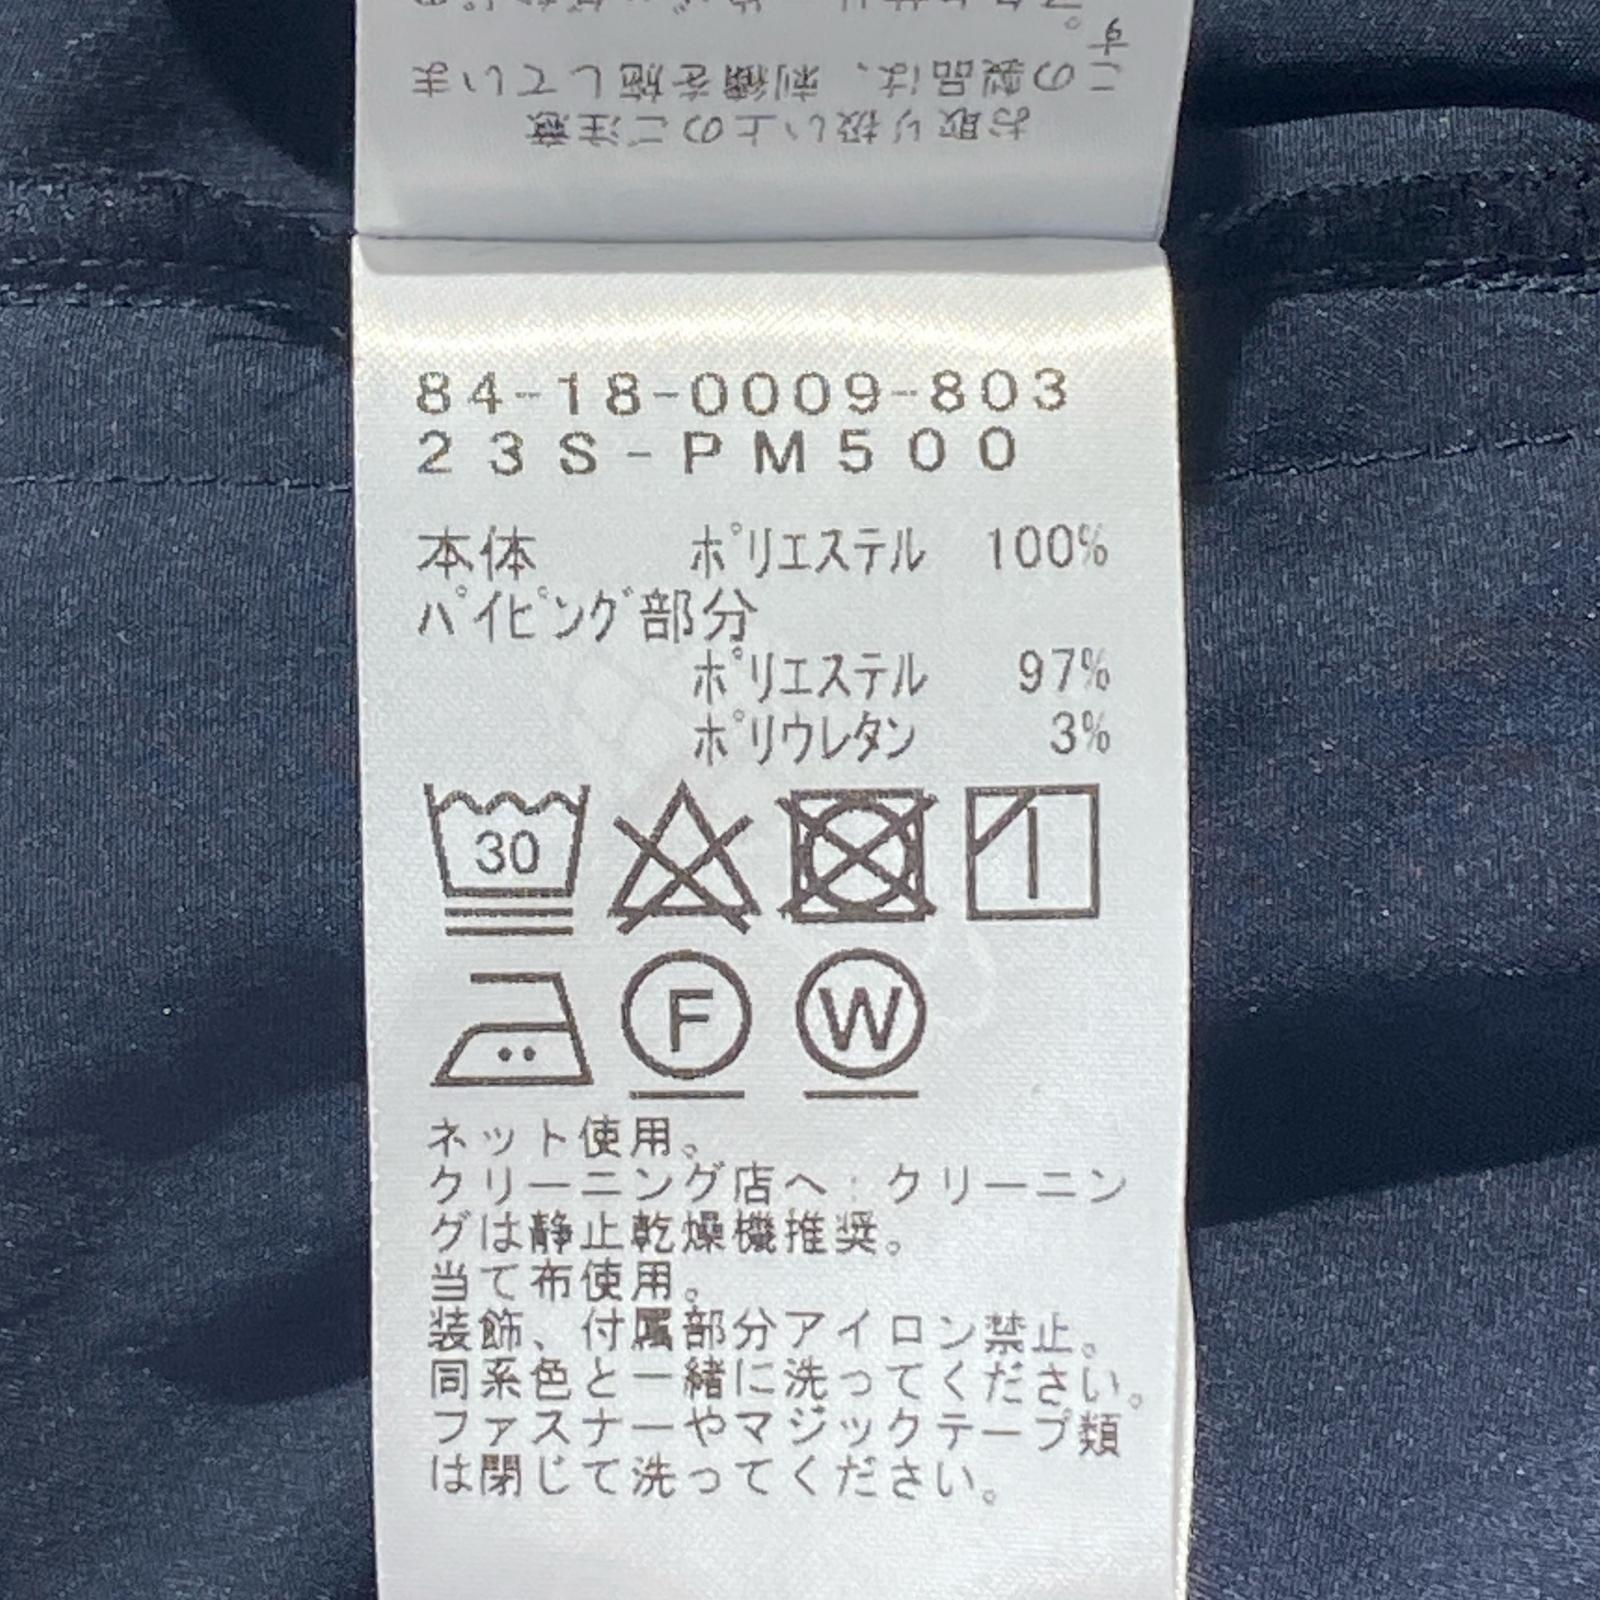 す。
この製品は、刺繍を施していま
お取り扱い上のご注意
84-18-0009-803
23S-PM500
本体 ポリエステル 100%
パイピング部分
ポリエステル 97%
ポリウレタン 3%
30
F W
ネット使用。
クリーニング店へ：クリーニン
グは静止乾燥機推奨。
当て布使用。
装飾、付属部分アイロン禁止。
同系色と一緒に洗ってください。
ファスナーやマジックテープ類
は閉じて洗ってください。